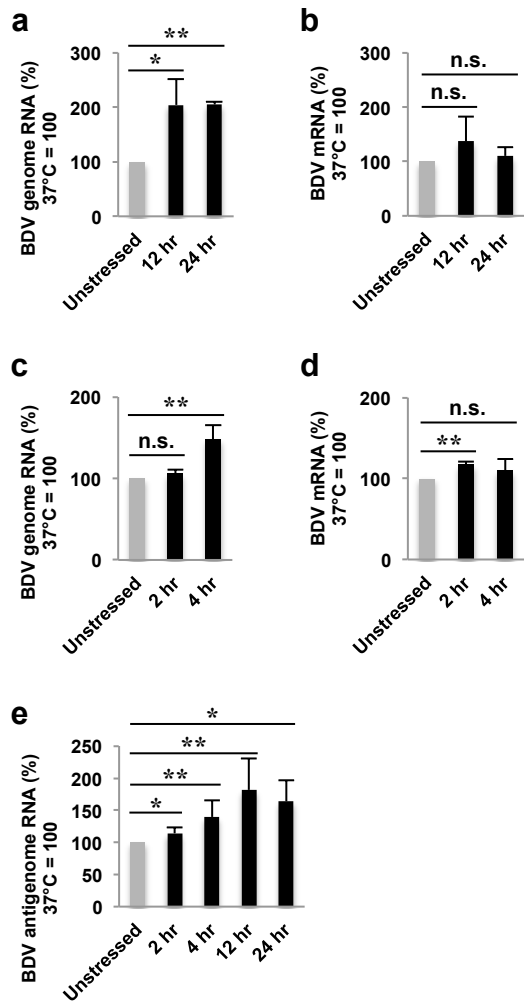 a
**
*
BDV genome RNA (%)
37°C = 100
300
200
100
0
Unstressed
12 hr
24 hr
b
n.s.
n.s.
BDV mRNA (%)
37°C = 100
300
200
100
0
Unstressed
12 hr
24 hr
c
**
n.s.
BDV genome RNA (%)
37°C = 100
200
100
0
Unstressed
2 hr
4 hr
d
n.s.
**
BDV mRNA (%)
37°C = 100
200
100
0
Unstressed
2 hr
4 hr
e
*
**
**
*
BDV antigenome RNA (%)
37°C = 100
250
200
150
100
50
0
Unstressed
2 hr
4 hr
12 hr
24 hr